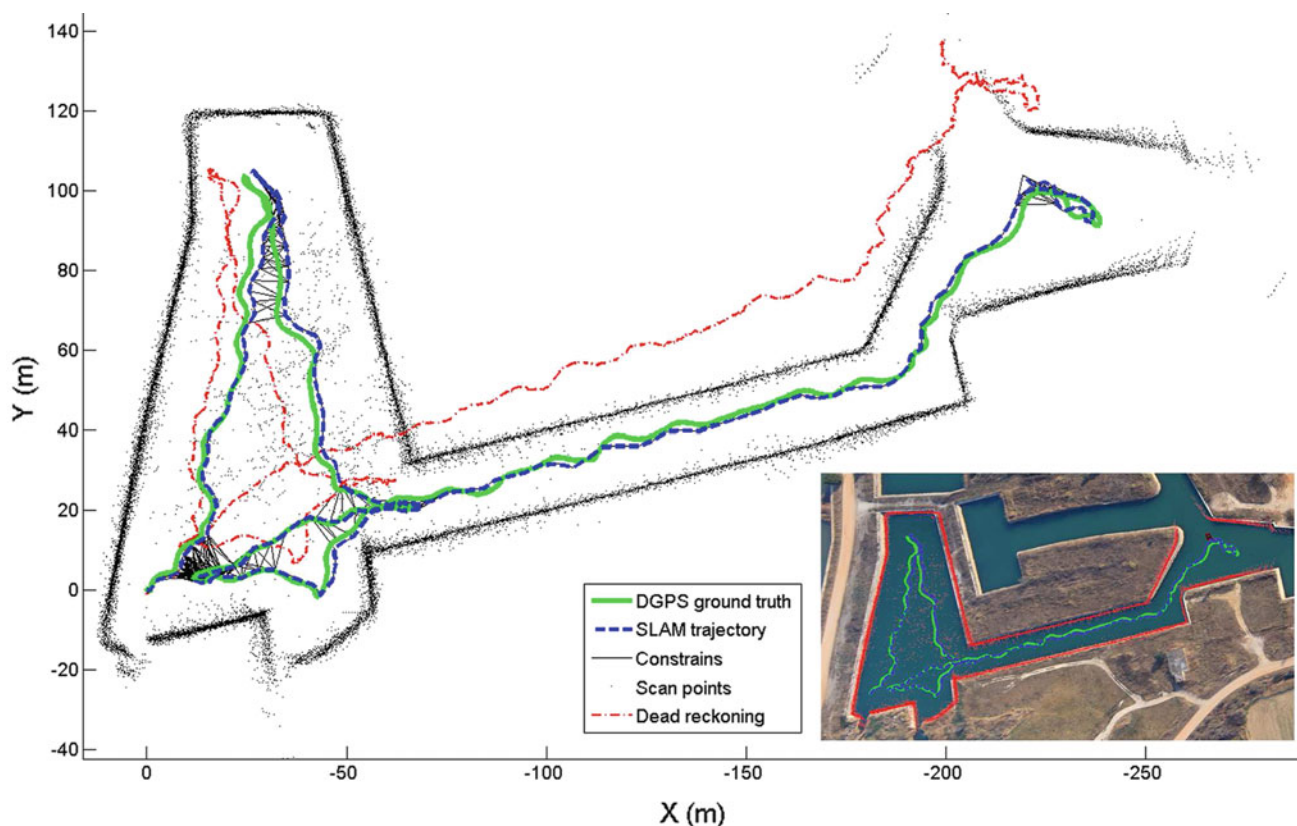 140
120
100
80
60
40
20
0
-20
-40
Y (m)
0
-50
-100
-150
-200
-250
X (m)
DGPS ground truth
SLAM trajectory
Constrains
Scan points
Dead reckoning